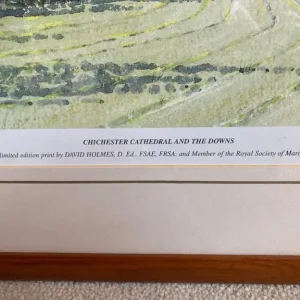 CHICHESTER CATHEDRAL AND THE DOWNS
limited edition print by DAVID HOLMES, D. Ed., FSAE, FRSA. and Member of the Royal Society of